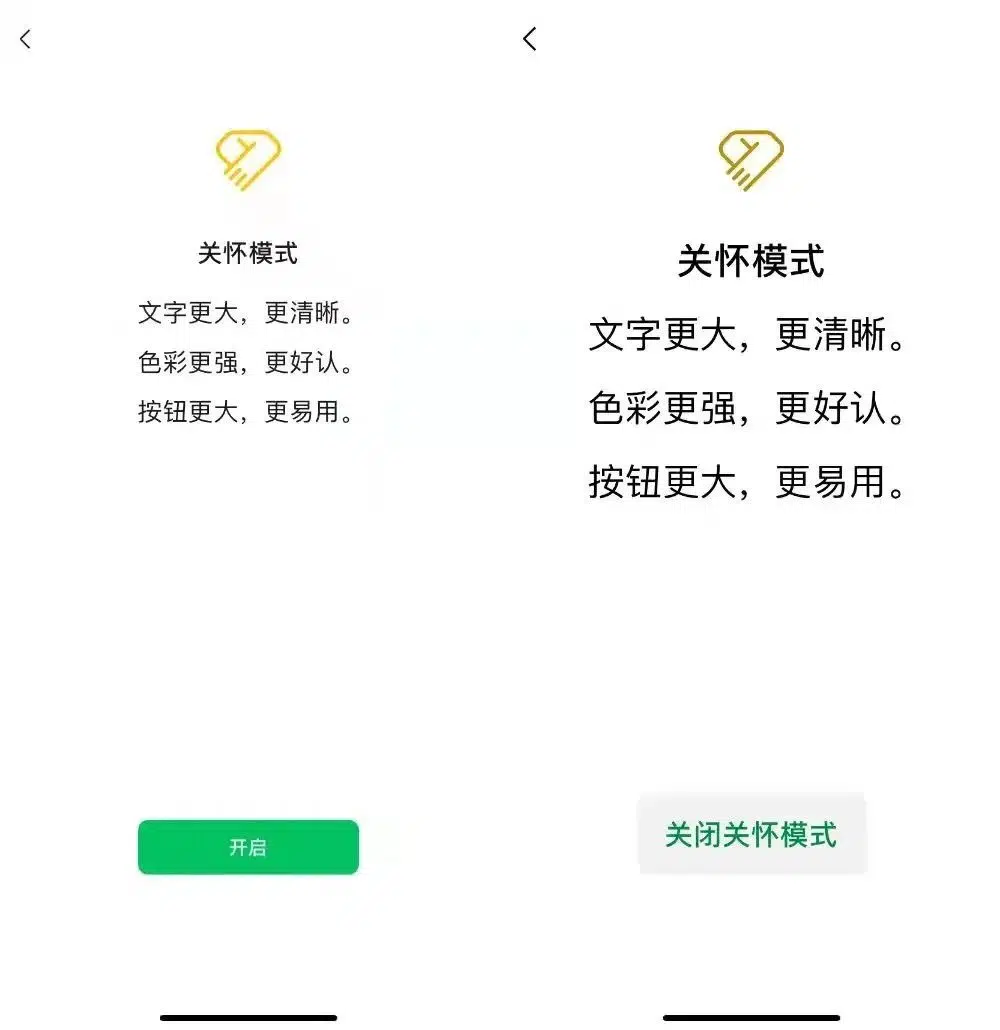 关怀模式
文字更大，更清晰。
色彩更强，更好认。
按钮更大，更易用。
开启
关怀模式
文字更大，更清晰。
色彩更强，更好认。
按钮更大，更易用。
关闭关怀模式